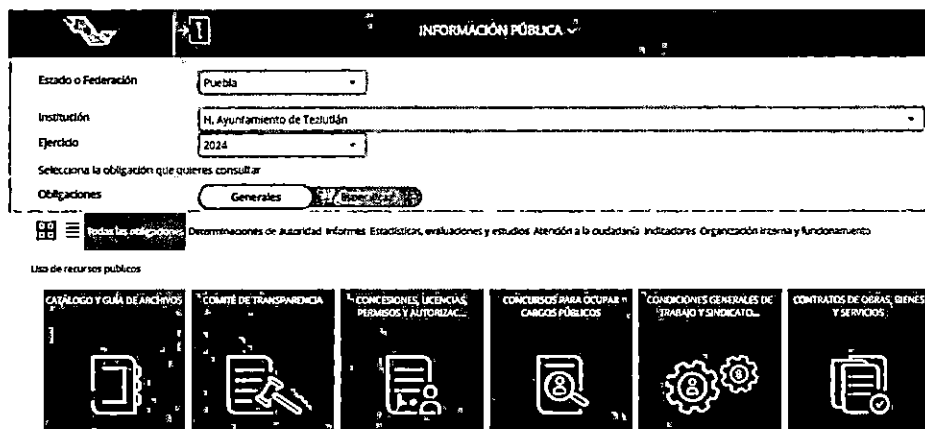 INFORMACIÓN PÚBLICA
Estado o Federación
Puebla
Institución
H. Ayuntamiento de Teziutlán
Ejercicio
2024
Selecciona la obligación que quieres consultar
Obligaciones
Generales
Todas las obligaciones Determinaciones de autoridad Informes Estadísticas, evaluaciones y estudios Atención a la ciudadanía Indicadores Organización interna y funcionamiento
Uso de recursos publicos
CATÁLOGO Y GUÍA DE ARCHIVOS
COMITÉ DE TRANSPARENCIA
CONCESIONES, LICENCIAS,
PERMISOS Y AUTORIZAC...
CONCURSOS PARA OCUPAR
CARGOS PÚBLICOS
CONDICIONES GENERALES DE
TRABAJO Y SINDICATO...
CONTRATOS DE OBRAS, BIENES
Y SERVICIOS